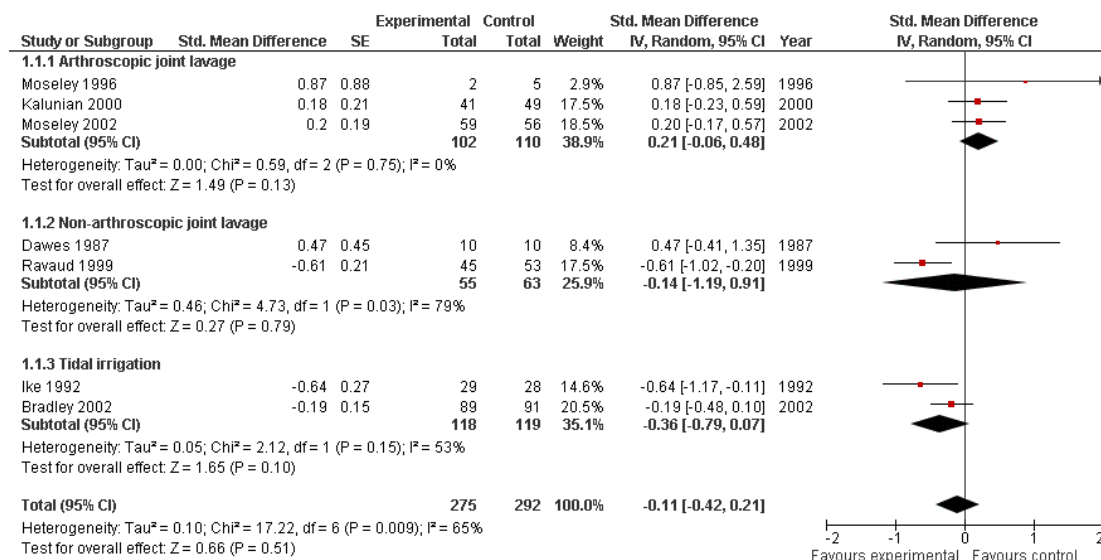 Experimental Control Std. Mean Difference Std. Mean Difference
Study or Subgroup Std. Mean Difference SE Total Total Weight IV, Random, 95% CI Year IV, Random, 95% CI
1.1.1 Arthroscopic joint lavage
Moseley 1996 0.87 0.88 2 5 2.9% 0.87 [-0.85, 2.59] 1996
Kalunian 2000 0.18 0.21 41 49 17.5% 0.18 [-0.23, 0.59] 2000
Moseley 2002 0.2 0.19 59 56 18.5% 0.20 [-0.17, 0.57] 2002
Subtotal (95% CI) 102 110 38.9% 0.21 [-0.06, 0.48]
Heterogeneity: Tau² = 0.00; Chi² = 0.59, df = 2 (P = 0.75); I² = 0%
Test for overall effect: Z = 1.49 (P = 0.13)
1.1.2 Non-arthroscopic joint lavage
Dawes 1987 0.47 0.45 10 10 8.4% 0.47 [-0.41, 1.35] 1987
Ravaud 1999 -0.61 0.21 45 53 17.5% -0.61 [-1.02, -0.20] 1999
Subtotal (95% CI) 55 63 25.9% -0.14 [-1.19, 0.91]
Heterogeneity: Tau² = 0.46; Chi² = 4.73, df = 1 (P = 0.03); I² = 79%
Test for overall effect: Z = 0.27 (P = 0.79)
1.1.3 Tidal irrigation
Ike 1992 -0.64 0.27 29 28 14.6% -0.64 [-1.17, -0.11] 1992
Bradley 2002 -0.19 0.15 89 91 20.5% -0.19 [-0.48, 0.10] 2002
Subtotal (95% CI) 118 119 35.1% -0.36 [-0.79, 0.07]
Heterogeneity: Tau² = 0.05; Chi² = 2.12, df = 1 (P = 0.15); I² = 53%
Test for overall effect: Z = 1.65 (P = 0.10)
Total (95% CI) 275 292 100.0% -0.11 [-0.42, 0.21]
Heterogeneity: Tau² = 0.10; Chi² = 17.22, df = 6 (P = 0.009); I² = 65%
Test for overall effect: Z = 0.66 (P = 0.51)
-2 -1 0 1 2
Favours experimental Favours control